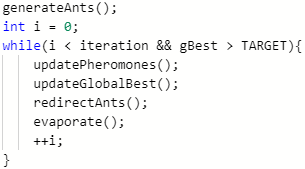 generateAnts();
int i = 0;
while(i < iteration && gBest > TARGET){
    updatePheromones();
    updateGlobalBest();
    redirectAnts();
    evaporate();
    ++i;
}